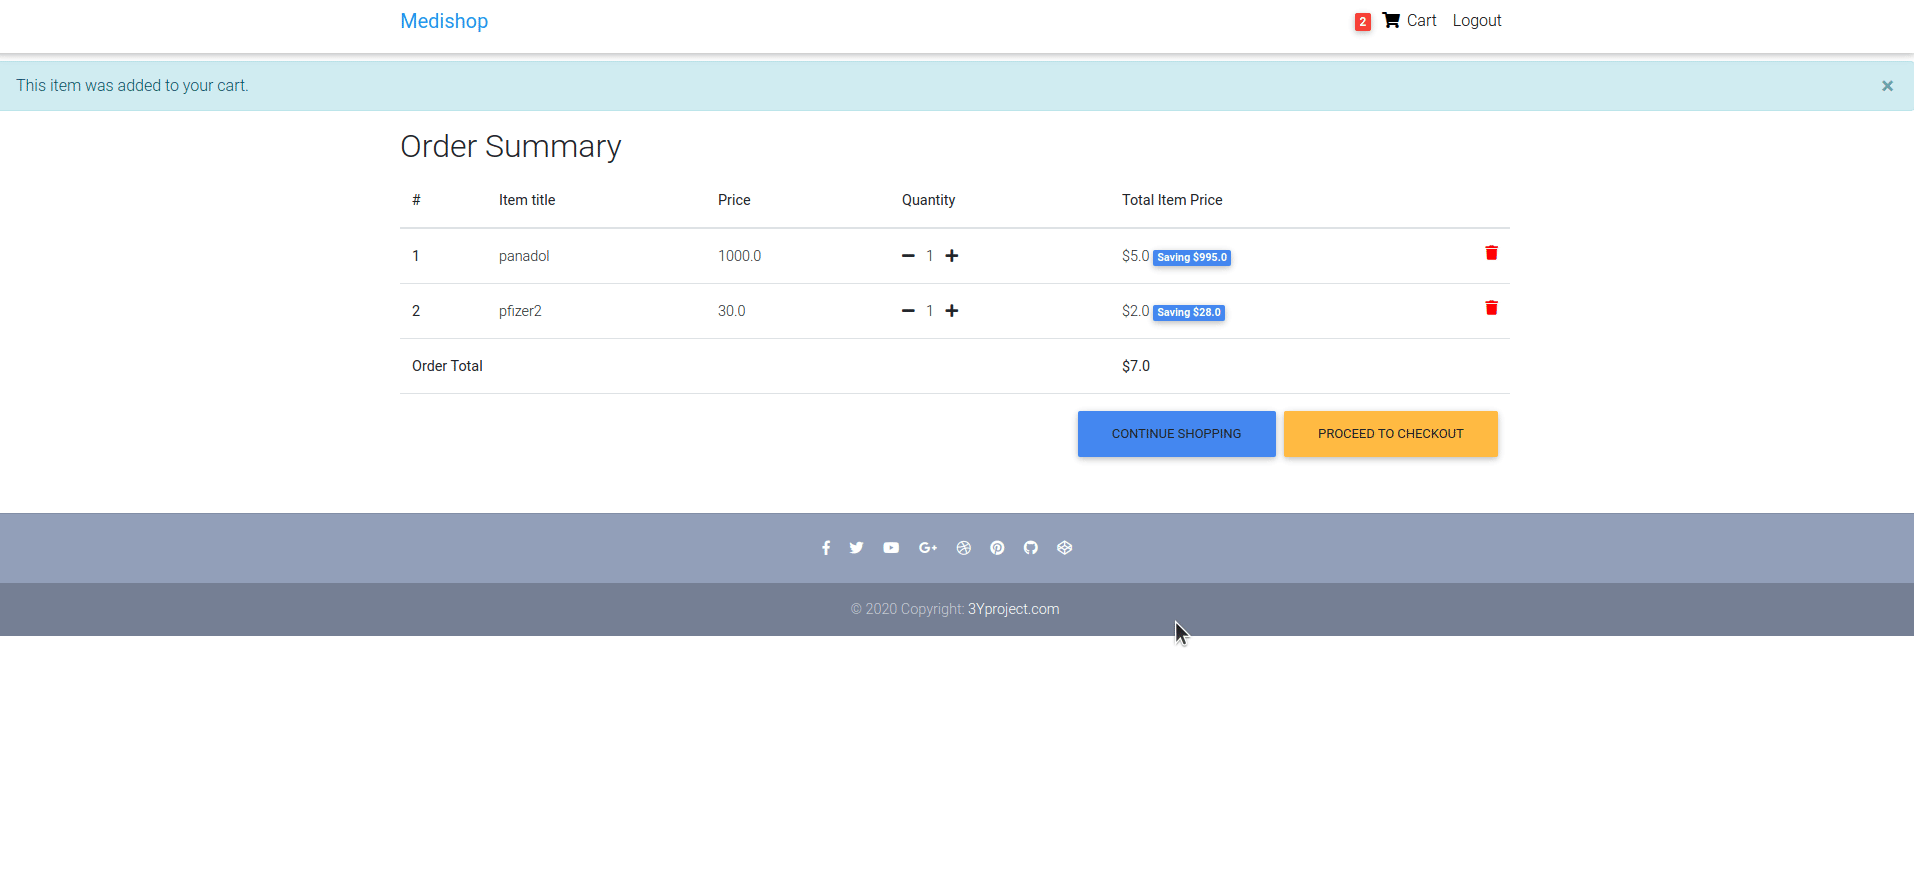 Medishop 2 Cart Logout
This item was added to your cart. ×
Order Summary
# Item title Price Quantity Total Item Price
1 panadol 1000.0 1 $5.0 Saving $995.0
2 pfizer2 30.0 1 $2.0 Saving $28.0
Order Total $7.0
CONTINUE SHOPPING PROCEED TO CHECKOUT
© 2020 Copyright: 3Yproject.com